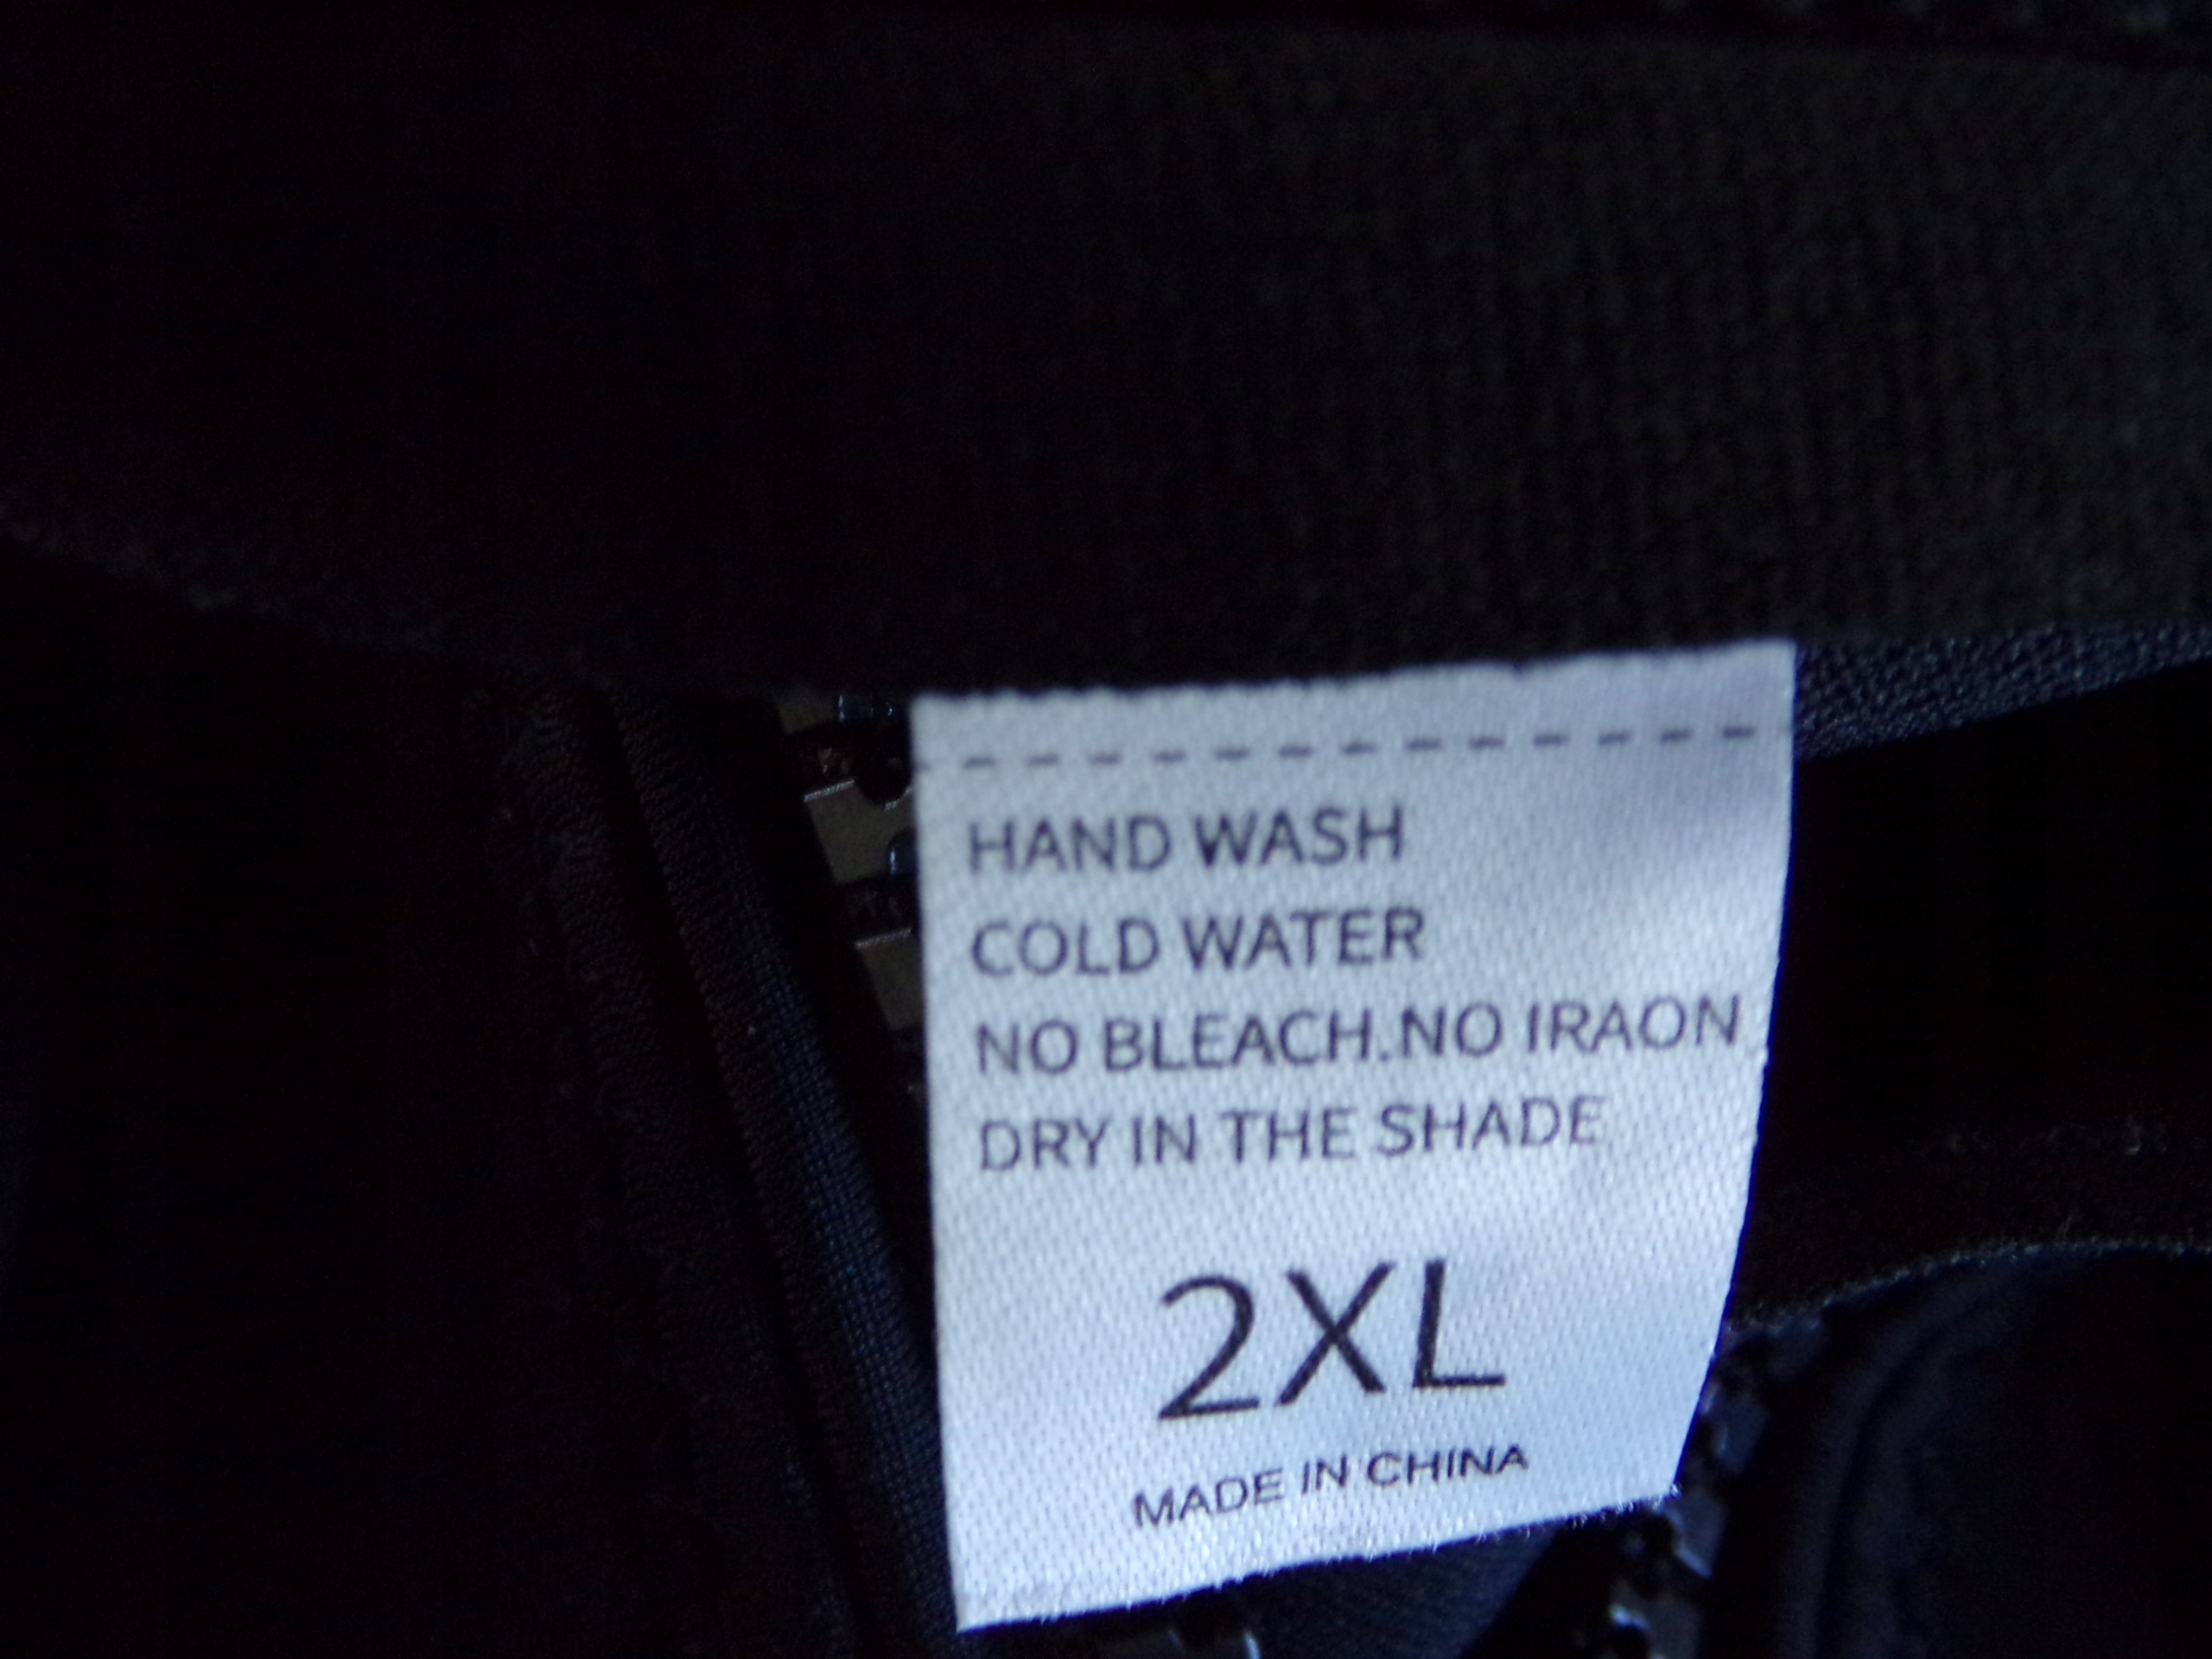 HAND WASH
COLD WATER
NO BLEACH.NO IRAON
DRY IN THE SHADE
2XL
MADE IN CHINA